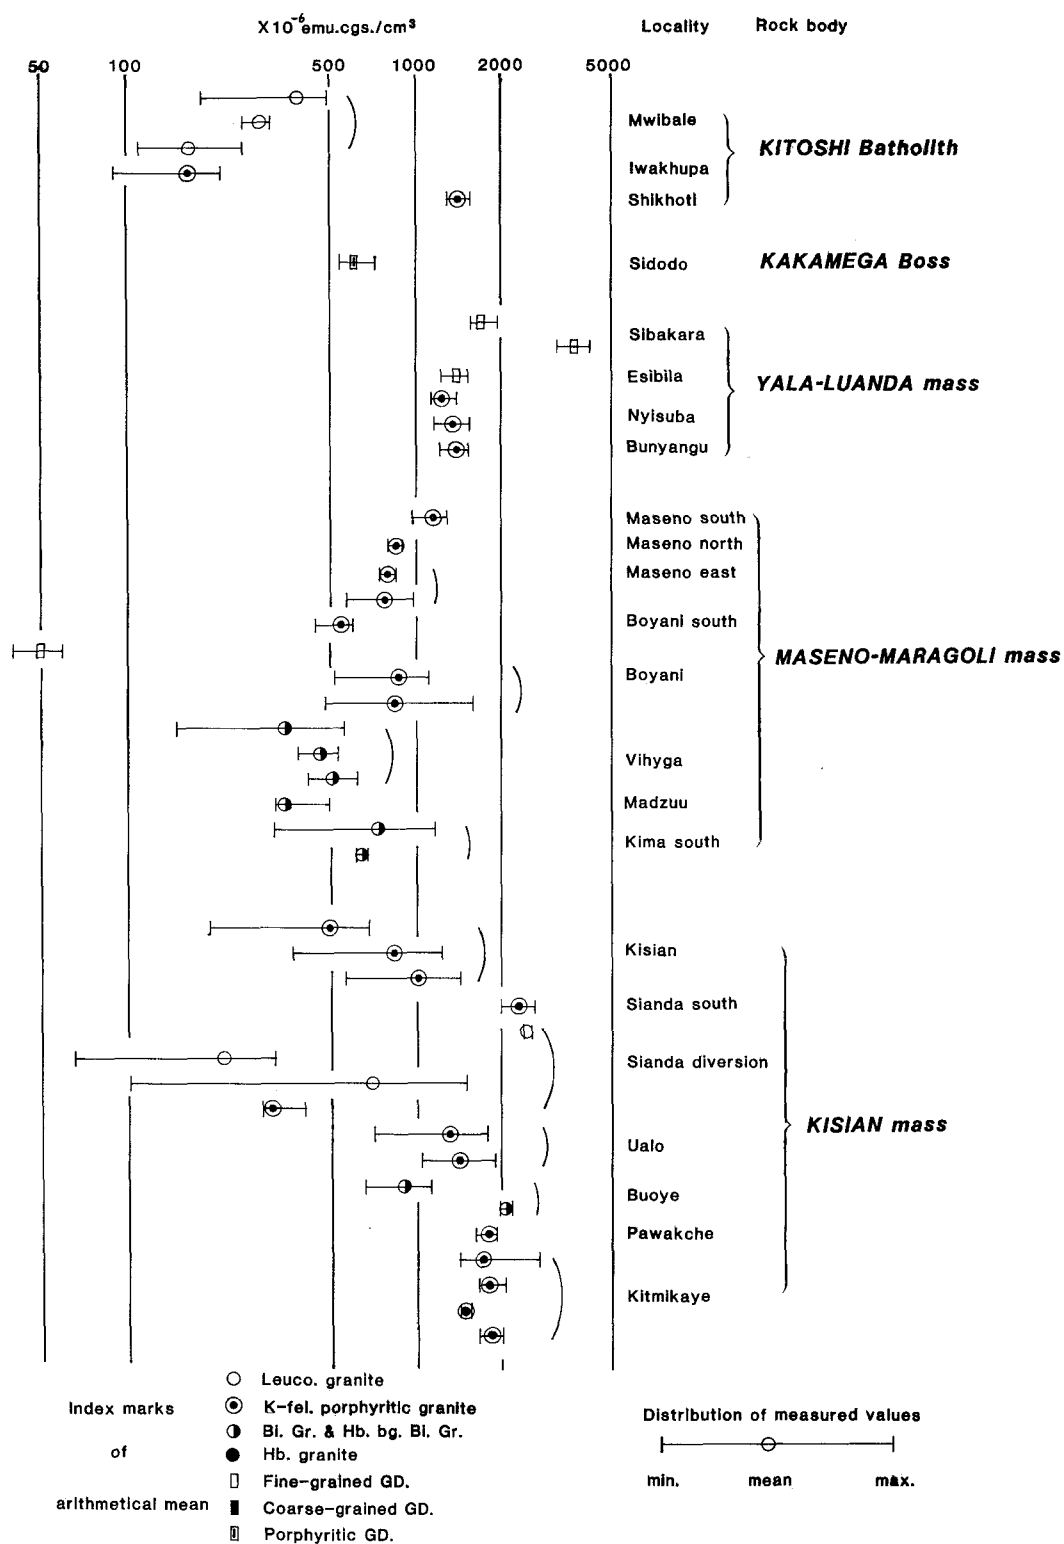 X10⁻⁶emu.cgs./cm³ Locality Rock body
50 100 500 1000 2000 5000
Mwibale
KITOSHI Batholith
Iwakhupa
Shikhoti
Sidodo KAKAMEGA Boss
Sibakara
Esibila YALA-LUANDA mass
Nyisuba
Bunyangu
Maseno south
Maseno north
Maseno east
Boyani south
MASENO-MARAGOLI mass
Boyani
Vihyga
Madzuu
Kima south
Kisian
Sianda south
Sianda diversion
KISIAN mass
Ualo
Buoye
Pawakche
Kitmikaye
Index marks of arithmetical mean
Leuco. granite
K-fel. porphyritic granite
Bi. Gr. & Hb. bg. Bi. Gr.
Hb. granite
Fine-grained GD.
Coarse-grained GD.
Porphyritic GD.
Distribution of measured values
min. mean max.